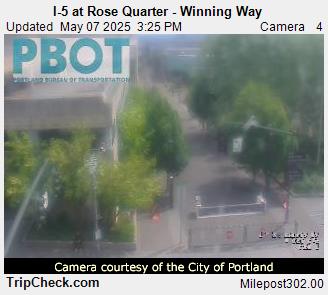 I-5 at Rose Quarter - Winning Way
Updated May 07 2025 3:25 PM Camera 4
PBOT
PORTLAND BUREAU OF TRANSPORTATION
Camera courtesy of the City of Portland
TripCheck.com Milepost302.00